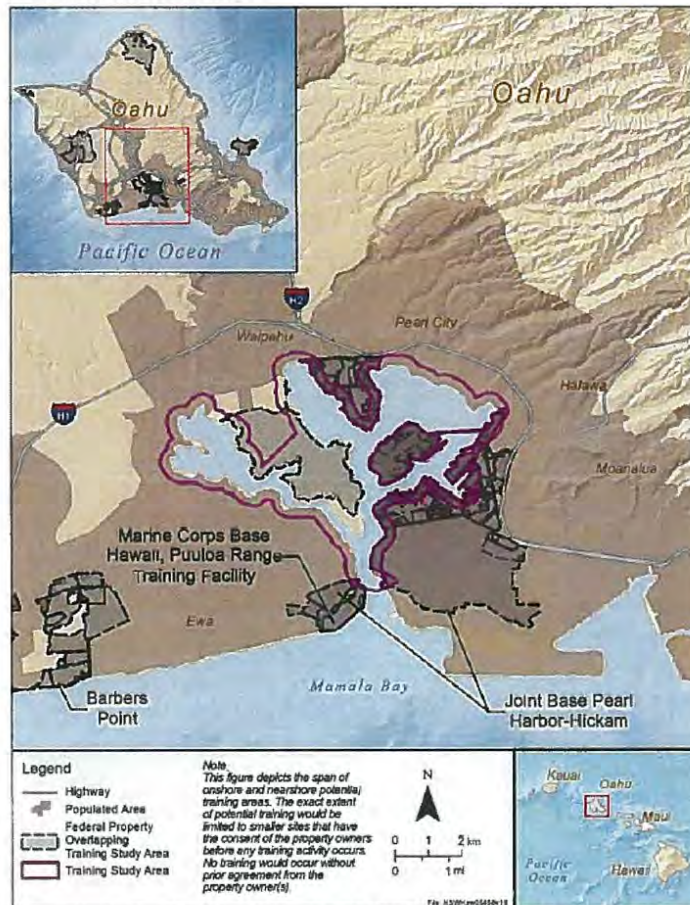 Oahu
Pacific Ocean
Oahu
H2
Waipahu
Pearl City
H1
Halawa
Moanalua
Marine Corps Base
Hawaii, Puuloa Range
Training Facility
Ewa
Barbers
Point
Mamala Bay
Joint Base Pearl
Harbor-Hickam
Legend
Highway
Populated Area
Federal Property
Overlapping
Training Study Area
Training Study Area
Note
This figure depicts the span of
onshore and nearshore potential
training areas. The exact extent
of potential training would be
limited to smaller sites that have
the consent of the property owners
before any training activity occurs.
No training would occur without
prior agreement from the
property owner(s).
N
0 1 2 km
0 1 mi
Kauai
Oahu
Maui
Hawaii
Pacific
Ocean